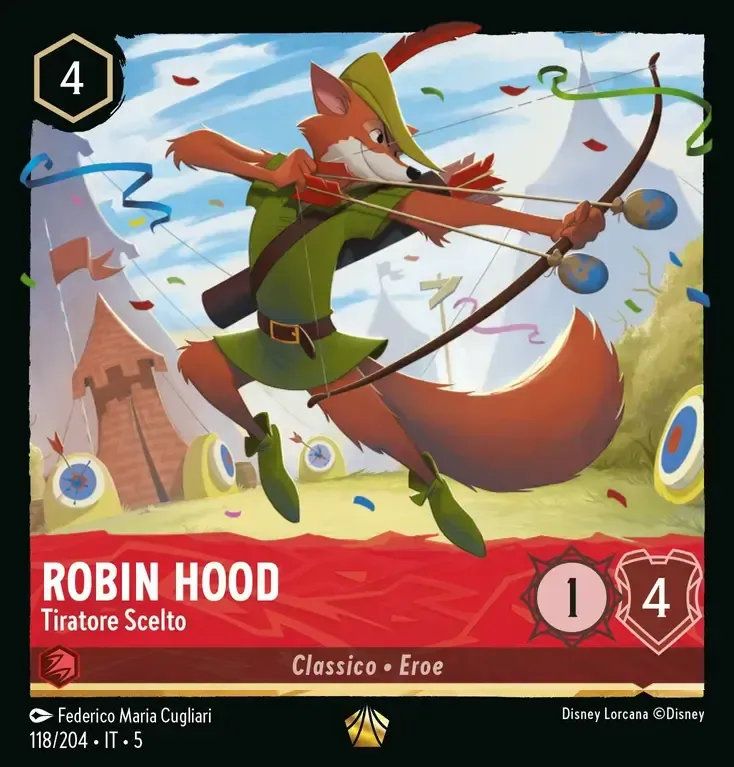 4
ROBIN HOOD
Tiratore Scelto
1
4
Classico • Eroe
Federico Maria Cugliari
Disney Lorcana ©Disney
118/204 • IT • 5